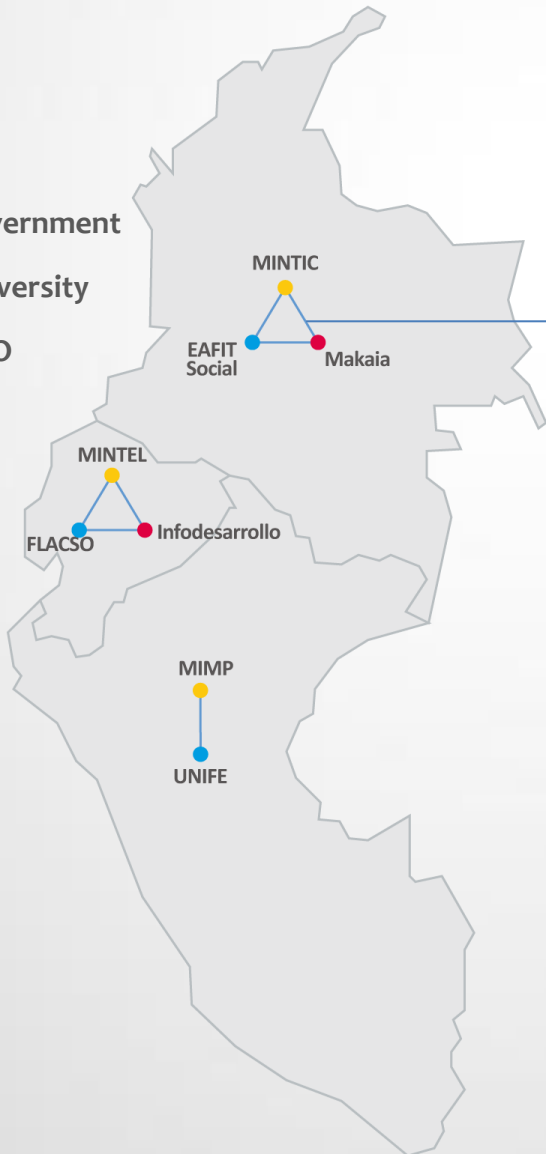 vernment
versity
O
MINTIC
EAFIT
Social
Makaia
MINTEL
FLACSO
Infodesarrollo
MIMP
UNIFE